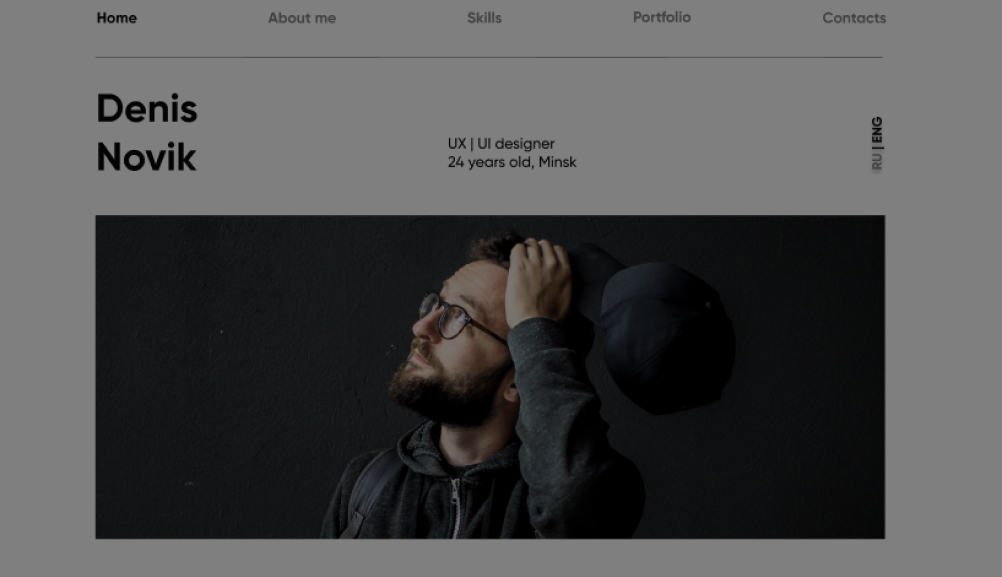 Home About me Skills Portfolio Contacts
Denis
Novik
UX | UI designer
24 years old, Minsk
RU | ENG